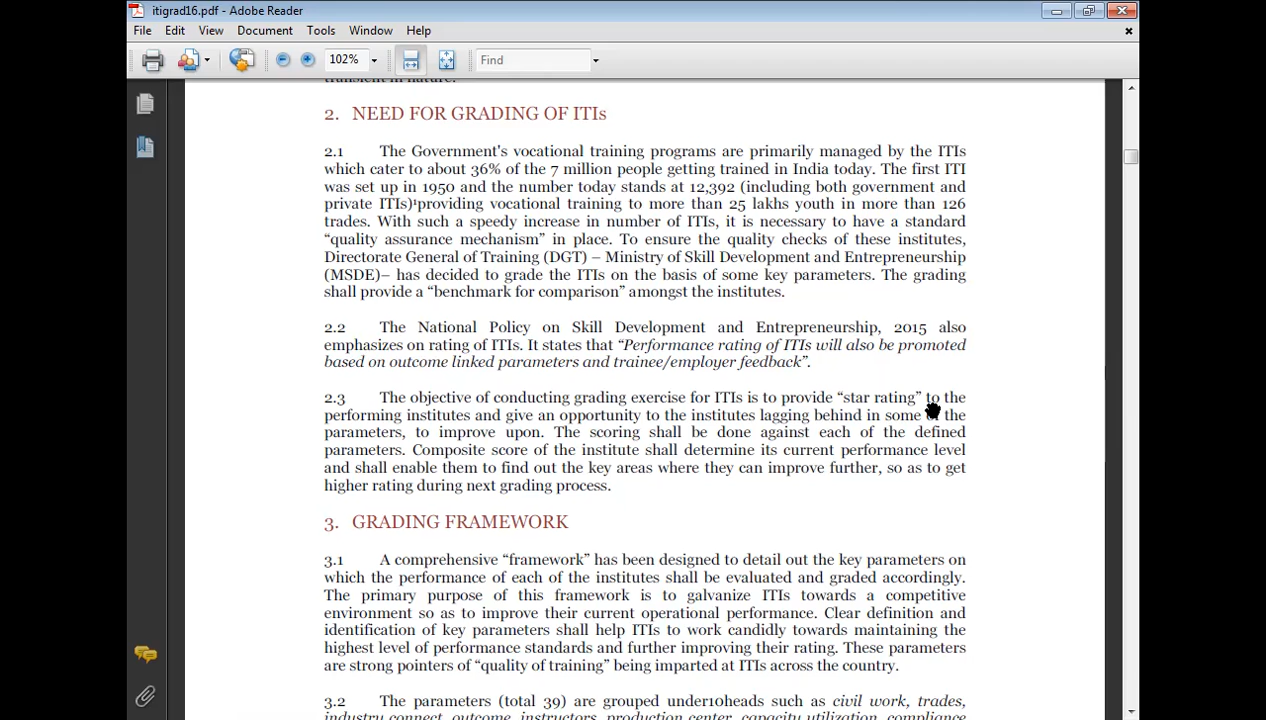 itigrad16.pdf - Adobe Reader
File Edit View Document Tools Window Help
102% Find
transient in nature.
2. NEED FOR GRADING OF ITIs
2.1 The Government's vocational training programs are primarily managed by the ITIs
which cater to about 36% of the 7 million people getting trained in India today. The first ITI
was set up in 1950 and the number today stands at 12,392 (including both government and
private ITIs)¹providing vocational training to more than 25 lakhs youth in more than 126
trades. With such a speedy increase in number of ITIs, it is necessary to have a standard
“quality assurance mechanism” in place. To ensure the quality checks of these institutes,
Directorate General of Training (DGT) – Ministry of Skill Development and Entrepreneurship
(MSDE)– has decided to grade the ITIs on the basis of some key parameters. The grading
shall provide a “benchmark for comparison” amongst the institutes.
2.2 The National Policy on Skill Development and Entrepreneurship, 2015 also
emphasizes on rating of ITIs. It states that “Performance rating of ITIs will also be promoted
based on outcome linked parameters and trainee/employer feedback”.
2.3 The objective of conducting grading exercise for ITIs is to provide “star rating” to the
performing institutes and give an opportunity to the institutes lagging behind in some of the
parameters, to improve upon. The scoring shall be done against each of the defined
parameters. Composite score of the institute shall determine its current performance level
and shall enable them to find out the key areas where they can improve further, so as to get
higher rating during next grading process.
3. GRADING FRAMEWORK
3.1 A comprehensive “framework” has been designed to detail out the key parameters on
which the performance of each of the institutes shall be evaluated and graded accordingly.
The primary purpose of this framework is to galvanize ITIs towards a competitive
environment so as to improve their current operational performance. Clear definition and
identification of key parameters shall help ITIs to work candidly towards maintaining the
highest level of performance standards and further improving their rating. These parameters
are strong pointers of “quality of training” being imparted at ITIs across the country.
3.2 The parameters (total 39) are grouped under10heads such as civil work, trades,
industry connect, outcome, instructors, production center, capacity utilization, compliance